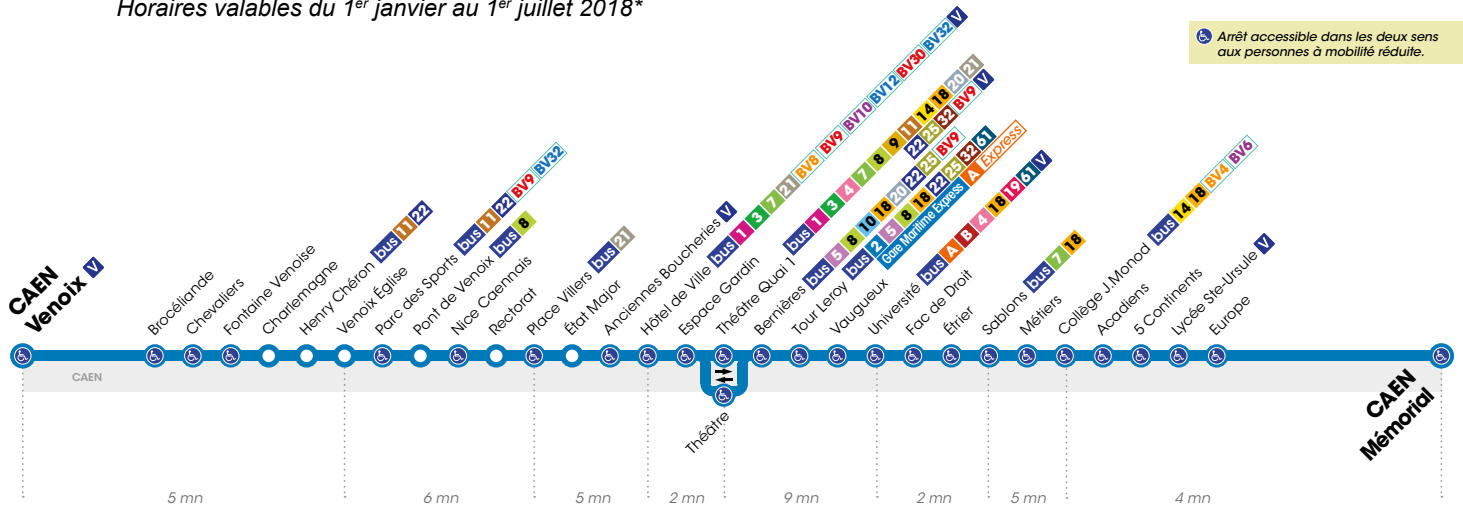 Horaires valables du 1er janvier au 1er juillet 2018*
Arrêt accessible dans les deux sens
aux personnes à mobilité réduite.
CAEN
Venoix V
Brocéliande
Chevaliers
Fontaine Venoise
Charlemagne
Henry Chéron bus 11 22
Venoix Église
Parc des Sports bus 11 22 BV9 BV32
Pont de Venoix bus 8
Nice Caennais
Rectorat
Place Villers bus 21
État Major
Anciennes Boucheries V
Hôtel de Ville bus 1 3 7 21 BV8 BV9 BV10 BV12 BV30 BV32 V
Espace Gardin
Théâtre Quai 1 bus 1 3 4 7 8 9 11 14 18 20 21
22 25 32 BV9 V
Bernières bus 5 8 10 18 20 22 25 BV9
Tour Leroy bus 2 5 8 18 22 25 32 61
Gare Maritime Express A Express
Vaugueux
Université bus A B 4 18 19 61 V
Fac de Droit
Étrier
Sablons bus 7 18
Métiers
Collège J.Monod bus 14 18 BV4 BV6
Acadiens
5 Continents
Lycée Ste-Ursule V
Europe
CAEN
Mémorial
CAEN
Théâtre
5 mn
6 mn
5 mn
2 mn
9 mn
2 mn
5 mn
4 mn